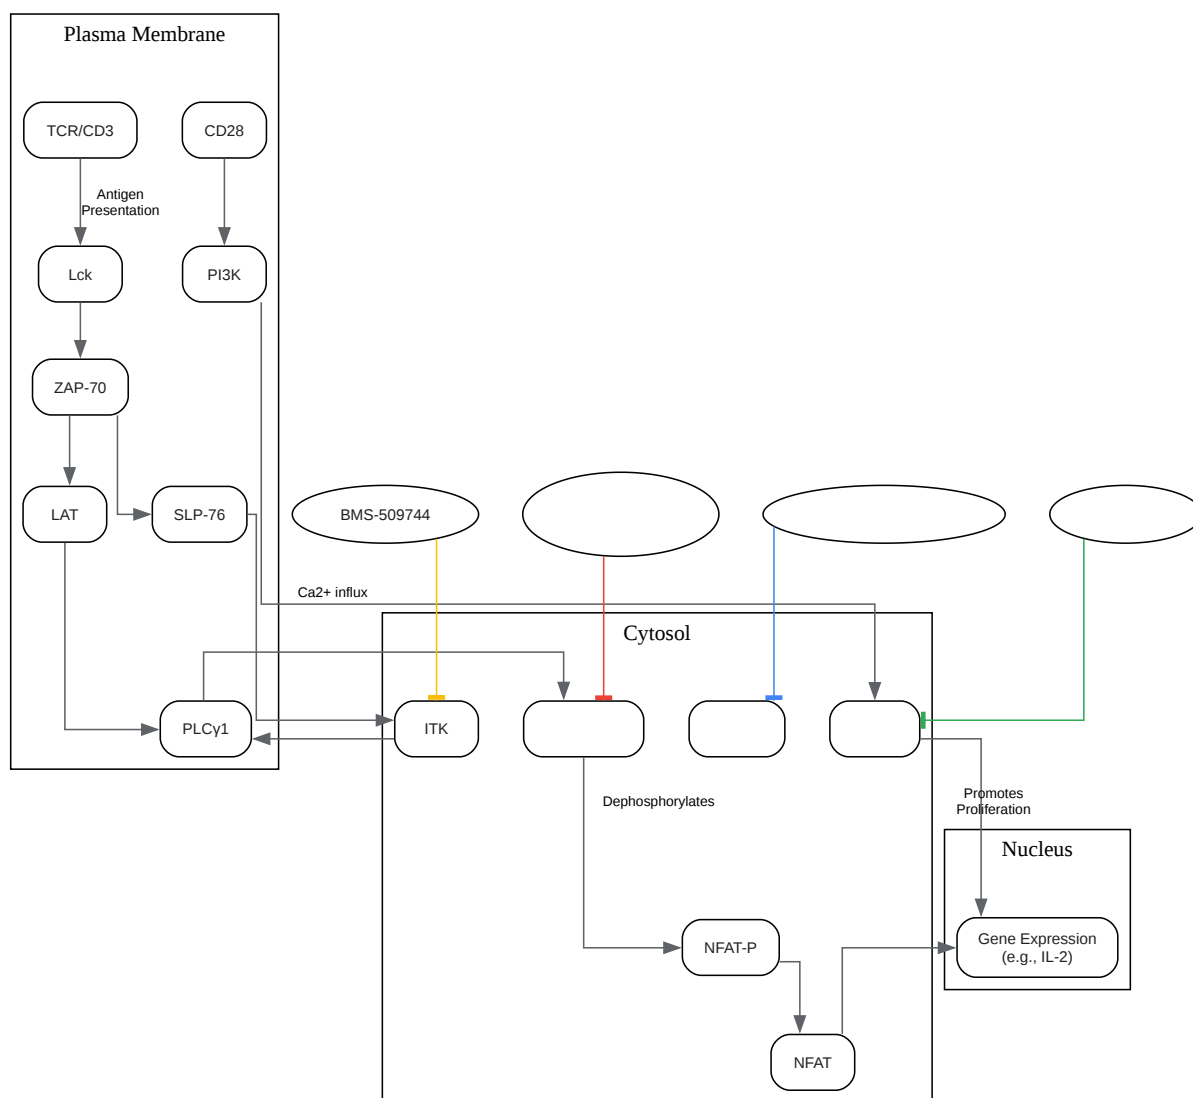 Plasma Membrane
TCR/CD3
CD28
Antigen
Presentation
Lck
PI3K
ZAP-70
LAT
SLP-76
BMS-509744
Ca2+ influx
Cytosol
PLCγ1
ITK
Dephosphorylates
Promotes
Proliferation
Nucleus
NFAT-P
Gene Expression
(e.g., IL-2)
NFAT